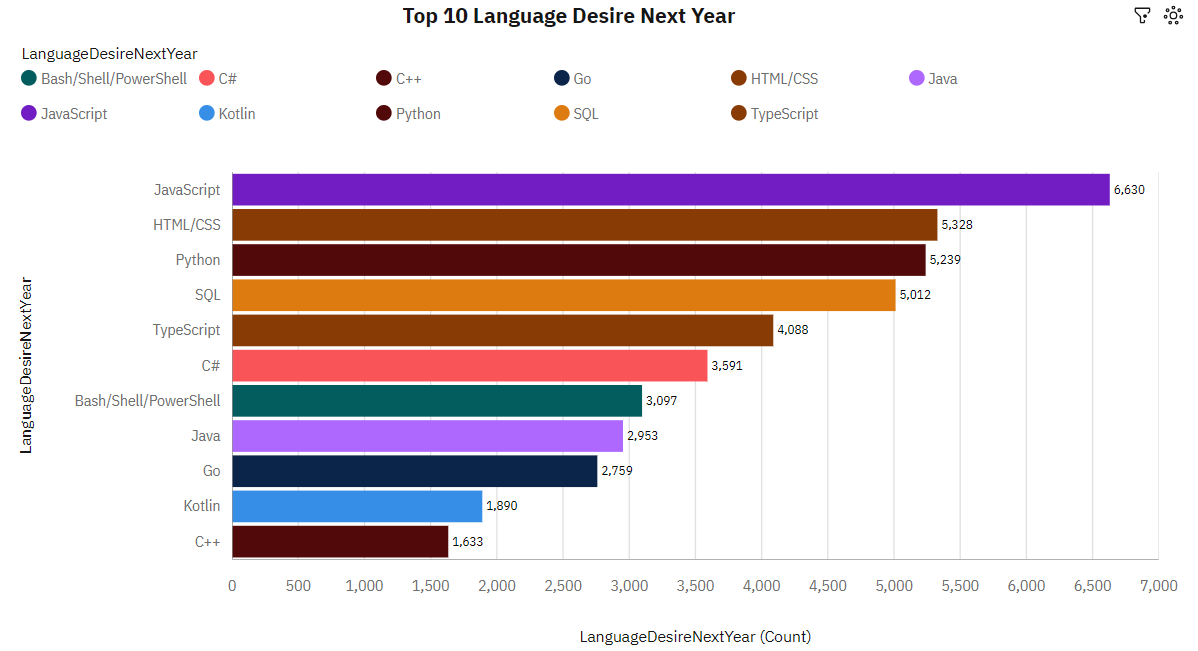 Top 10 Language Desire Next Year
LanguageDesireNextYear
Bash/Shell/PowerShell C# C++ Go HTML/CSS Java
JavaScript Kotlin Python SQL TypeScript
LanguageDesireNextYear
JavaScript 6,630
HTML/CSS 5,328
Python 5,239
SQL 5,012
TypeScript 4,088
C# 3,591
Bash/Shell/PowerShell 3,097
Java 2,953
Go 2,759
Kotlin 1,890
C++ 1,633
0 500 1,000 1,500 2,000 2,500 3,000 3,500 4,000 4,500 5,000 5,500 6,000 6,500 7,000
LanguageDesireNextYear (Count)